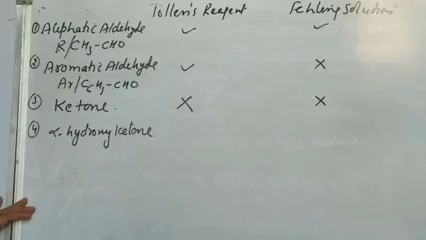 Tollen's Reagent Fehling Solution
① Aliphatic Aldehyde ✓ ✓
R/CH3-CHO
② Aromatic Aldehyde ✓ ×
Ar/C6H5-CHO
③ Ketone. × ×
④ α-hydroxy Ketone